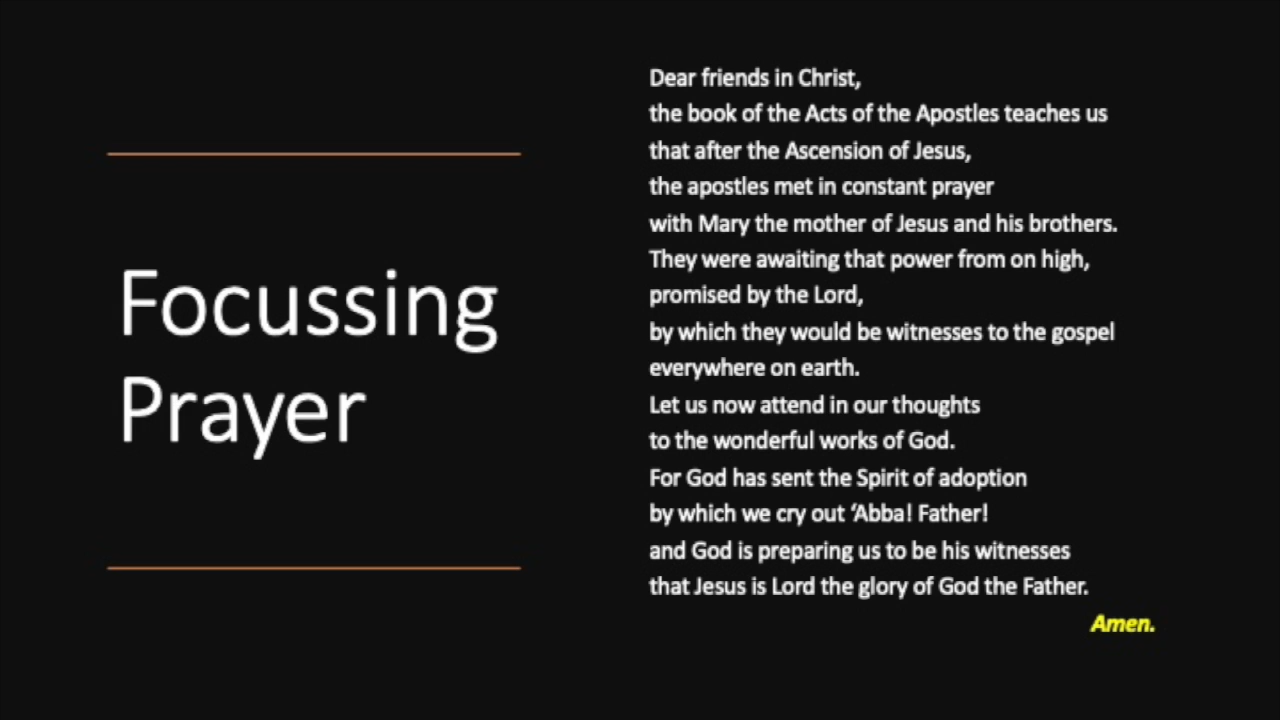 Focussing
Prayer
Dear friends in Christ,
the book of the Acts of the Apostles teaches us
that after the Ascension of Jesus,
the apostles met in constant prayer
with Mary the mother of Jesus and his brothers.
They were awaiting that power from on high,
promised by the Lord,
by which they would be witnesses to the gospel
everywhere on earth.
Let us now attend in our thoughts
to the wonderful works of God.
For God has sent the Spirit of adoption
by which we cry out ‘Abba! Father!
and God is preparing us to be his witnesses
that Jesus is Lord the glory of God the Father.
Amen.